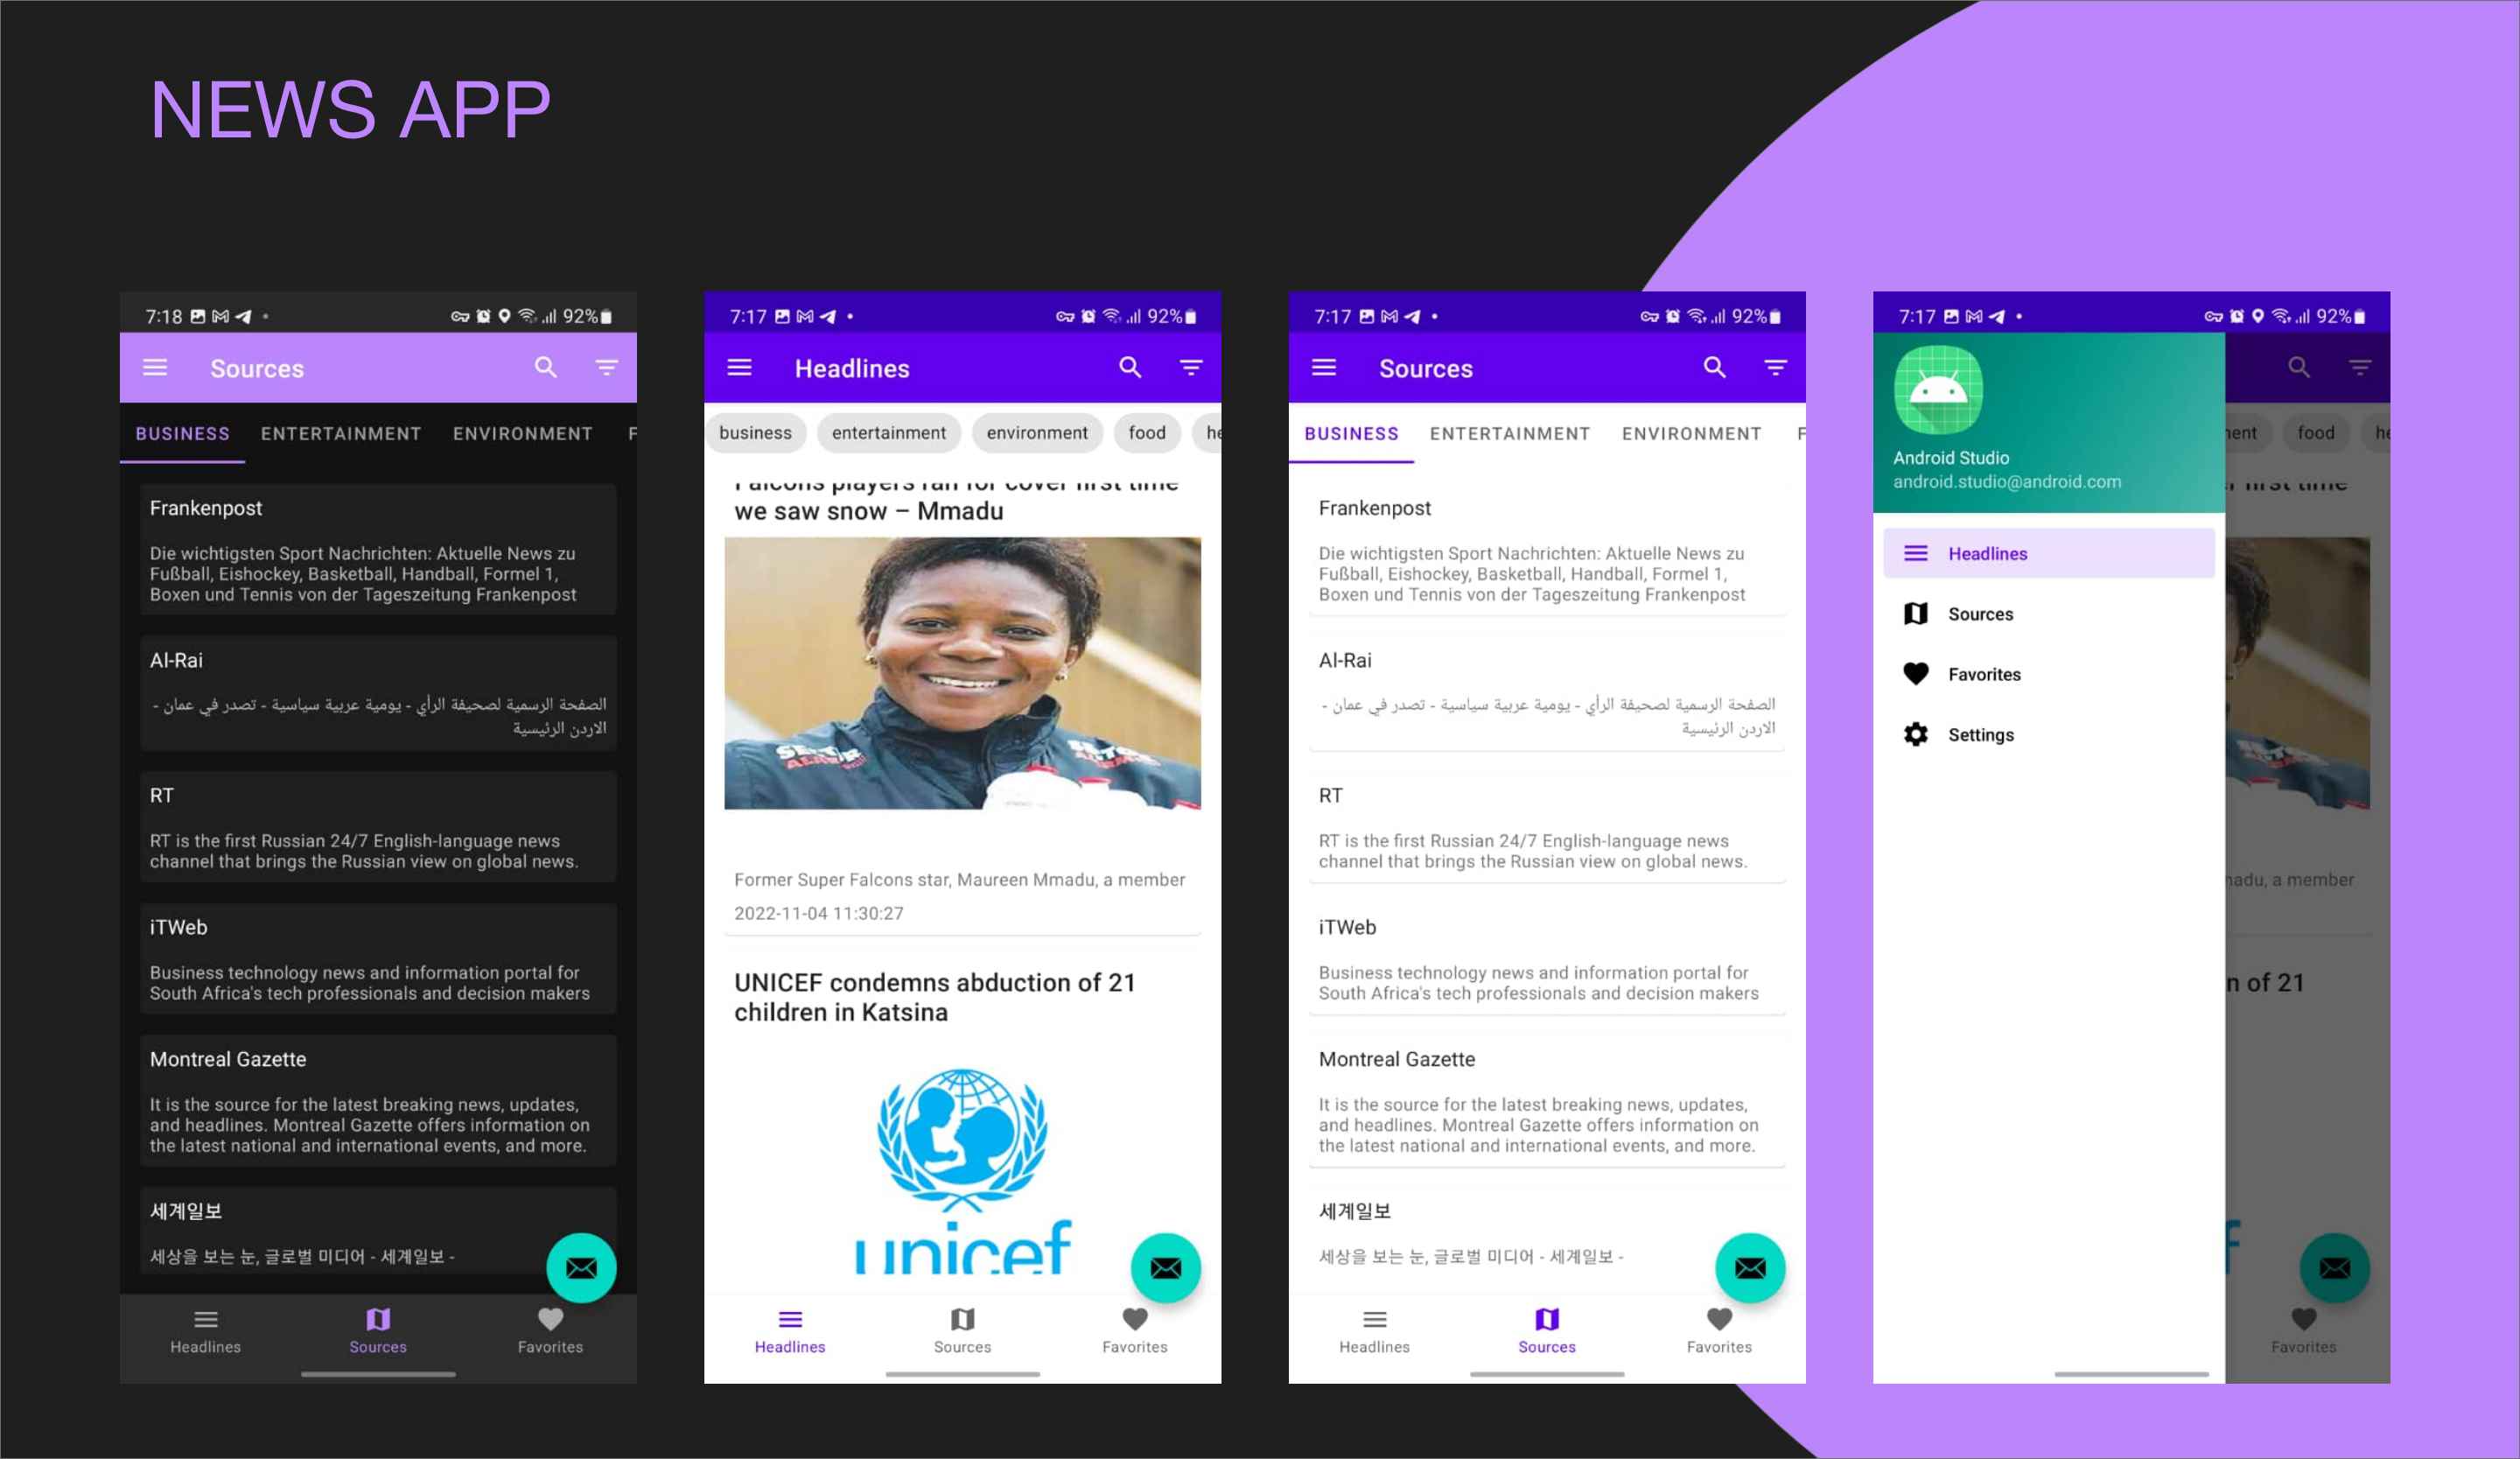 NEWS APP
7:18
92%
Sources
BUSINESS ENTERTAINMENT ENVIRONMENT F
Frankenpost
Die wichtigsten Sport Nachrichten: Aktuelle News zu
Fußball, Eishockey, Basketball, Handball, Formel 1,
Boxen und Tennis von der Tageszeitung Frankenpost
Al-Rai
الصفحة الرسمية لصحيفة الرأي - يومية عربية سياسية - تصدر في عمان -
الاردن الرئيسية
RT
RT is the first Russian 24/7 English-language news
channel that brings the Russian view on global news.
iTWeb
Business technology news and information portal for
South Africa's tech professionals and decision makers
Montreal Gazette
It is the source for the latest breaking news, updates,
and headlines. Montreal Gazette offers information on
the latest national and international events, and more.
세계일보
세상을 보는 눈, 글로벌 미디어 - 세계일보 -
Headlines Sources Favorites
7:17
92%
Headlines
business entertainment environment food he
Falcons players ran for cover first time
we saw snow – Mmadu
Former Super Falcons star, Maureen Mmadu, a member
2022-11-04 11:30:27
UNICEF condemns abduction of 21
children in Katsina
unicef
Headlines Sources Favorites
7:17
92%
Sources
BUSINESS ENTERTAINMENT ENVIRONMENT F
Frankenpost
Die wichtigsten Sport Nachrichten: Aktuelle News zu
Fußball, Eishockey, Basketball, Handball, Formel 1,
Boxen und Tennis von der Tageszeitung Frankenpost
Al-Rai
الصفحة الرسمية لصحيفة الرأي - يومية عربية سياسية - تصدر في عمان -
الاردن الرئيسية
RT
RT is the first Russian 24/7 English-language news
channel that brings the Russian view on global news.
iTWeb
Business technology news and information portal for
South Africa's tech professionals and decision makers
Montreal Gazette
It is the source for the latest breaking news, updates,
and headlines. Montreal Gazette offers information on
the latest national and international events, and more.
세계일보
세상을 보는 눈, 글로벌 미디어 - 세계일보 -
Headlines Sources Favorites
7:17
92%
Android Studio
android.studio@android.com
Headlines
Sources
Favorites
Settings
ment food he
first time
madu, a member
n of 21
f
Favorites